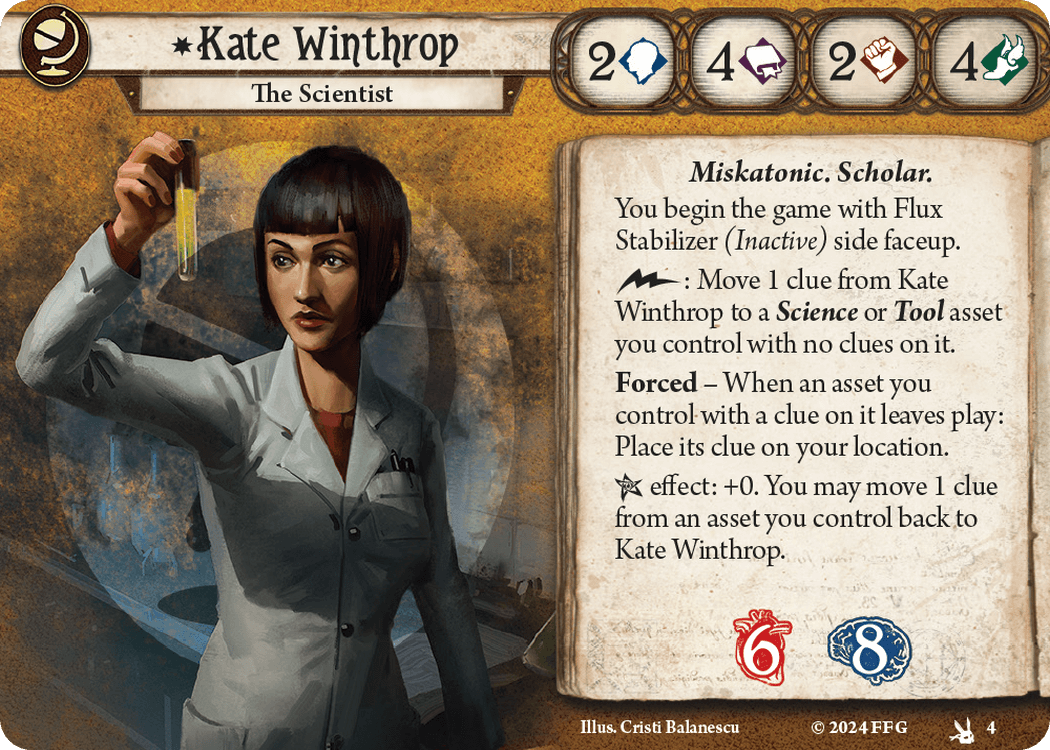 Kate Winthrop
The Scientist
2 4 2 4
Miskatonic. Scholar.
You begin the game with Flux
Stabilizer (Inactive) side faceup.
: Move 1 clue from Kate
Winthrop to a Science or Tool asset
you control with no clues on it.
Forced – When an asset you
control with a clue on it leaves play:
Place its clue on your location.
effect: +0. You may move 1 clue
from an asset you control back to
Kate Winthrop.
6 8
Illus. Cristi Balanescu © 2024 FFG 4